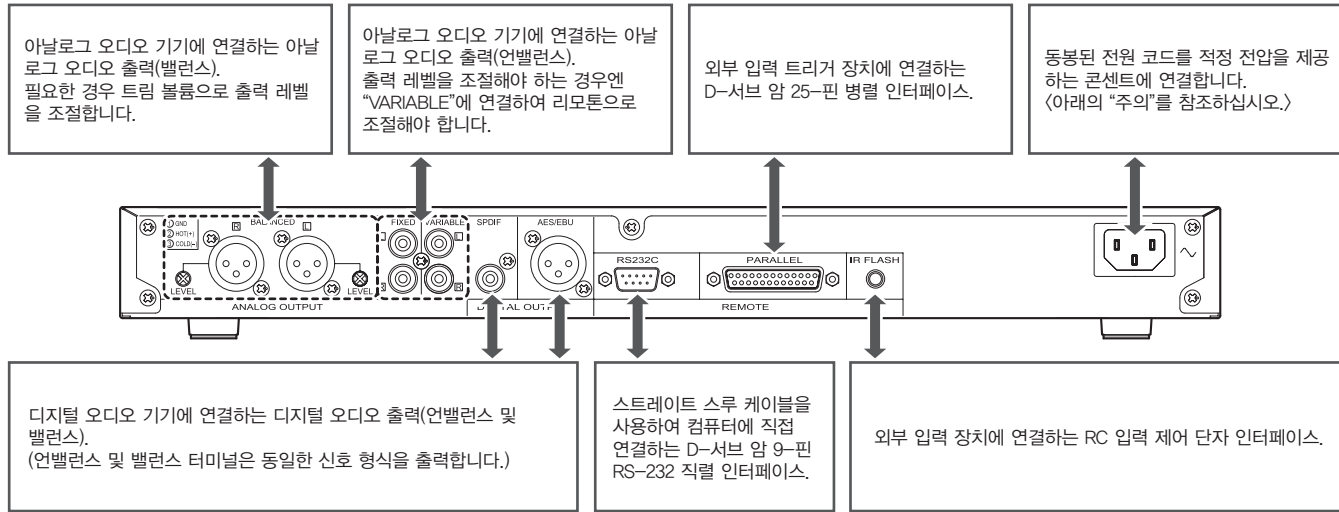 아날로그 오디오 기기에 연결하는 아날
로그 오디오 출력(밸런스).
필요한 경우 트림 볼륨으로 출력 레벨
을 조절합니다.
아날로그 오디오 기기에 연결하는 아날
로그 오디오 출력(언밸런스).
출력 레벨을 조절해야 하는 경우엔
“VARIABLE”에 연결하여 리모톤으로
조절해야 합니다.
외부 입력 트리거 장치에 연결하는
D-서브 암 25-핀 병렬 인터페이스.
동봉된 전원 코드를 적정 전압을 제공
하는 콘센트에 연결합니다.
〈아래의 “주의”를 참조하십시오.〉
① GND
② HOT(+)
③ COLD(-)
R BALANCED L
FIXED VARIABLE
SPDIF
AES/EBU
L
R
RS232C
PARALLEL
IR FLASH
LEVEL
LEVEL
ANALOG OUTPUT
REMOTE
디지털 오디오 기기에 연결하는 디지털 오디오 출력(언밸런스 및
밸런스).
(언밸런스 및 밸런스 터미널은 동일한 신호 형식을 출력합니다.)
스트레이트 스루 케이블을
사용하여 컴퓨터에 직접
연결하는 D-서브 암 9-핀
RS-232 직렬 인터페이스.
외부 입력 장치에 연결하는 RC 입력 제어 단자 인터페이스.